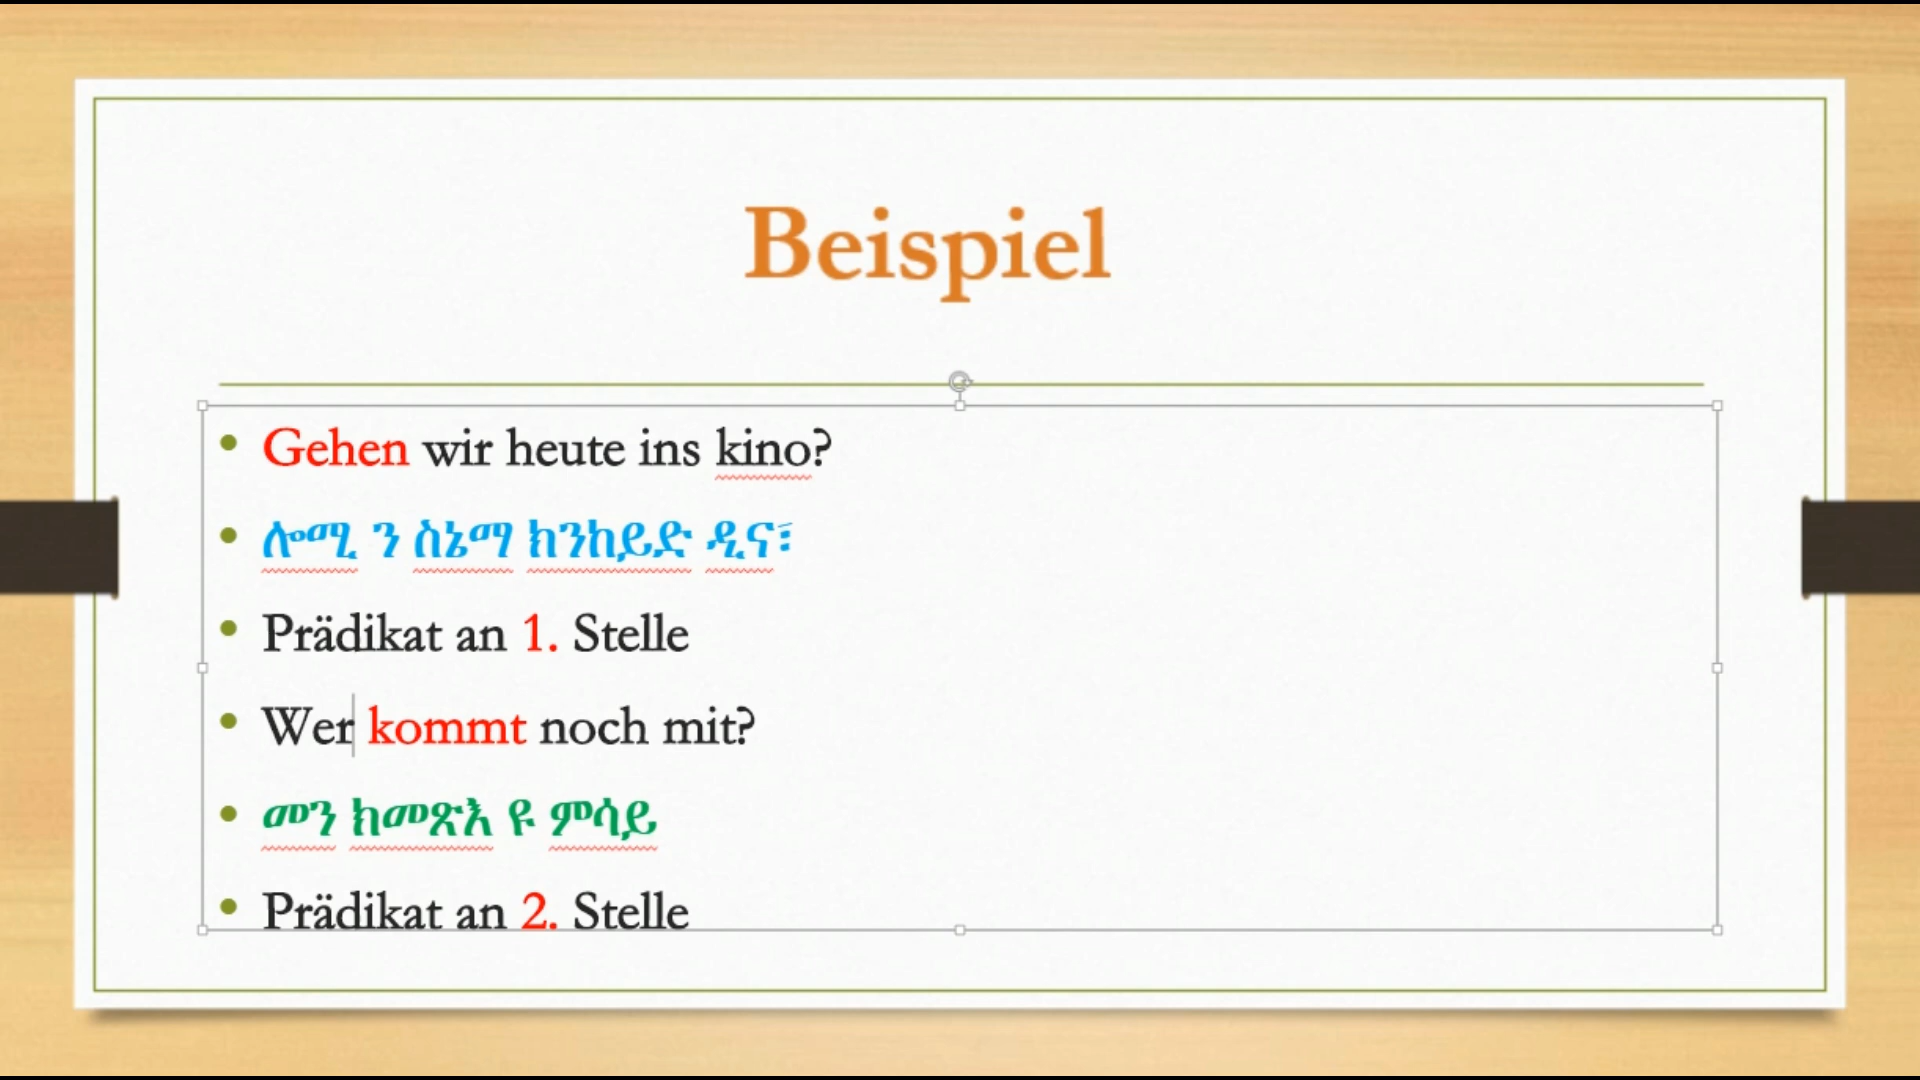 Beispiel
Gehen wir heute ins kino?
ሎሚ ን ስኔማ ክንከይድ ዲና፧
Prädikat an 1. Stelle
Wer kommt noch mit?
መን ክመጽእ ዩ ምሳይ
Prädikat an 2. Stelle